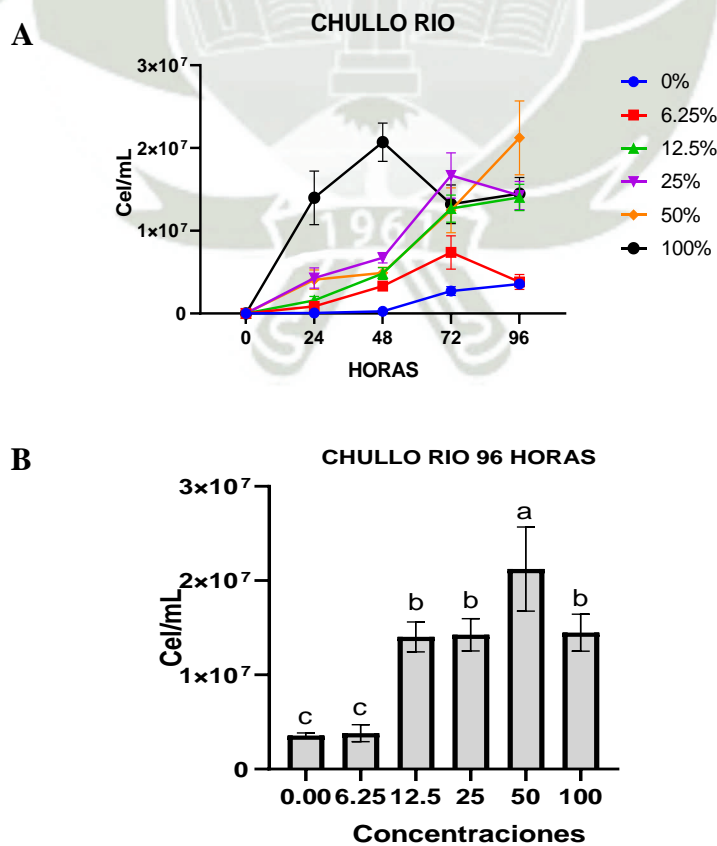 A
CHULLO RIO
3×10⁷
2×10⁷
1×10⁷
0
Cel/mL
0 24 48 72 96
HORAS
0%
6.25%
12.5%
25%
50%
100%
196
B
CHULLO RIO 96 HORAS
3×10⁷
2×10⁷
1×10⁷
0
Cel/mL
c c b b a b
0.00 6.25 12.5 25 50 100
Concentraciones